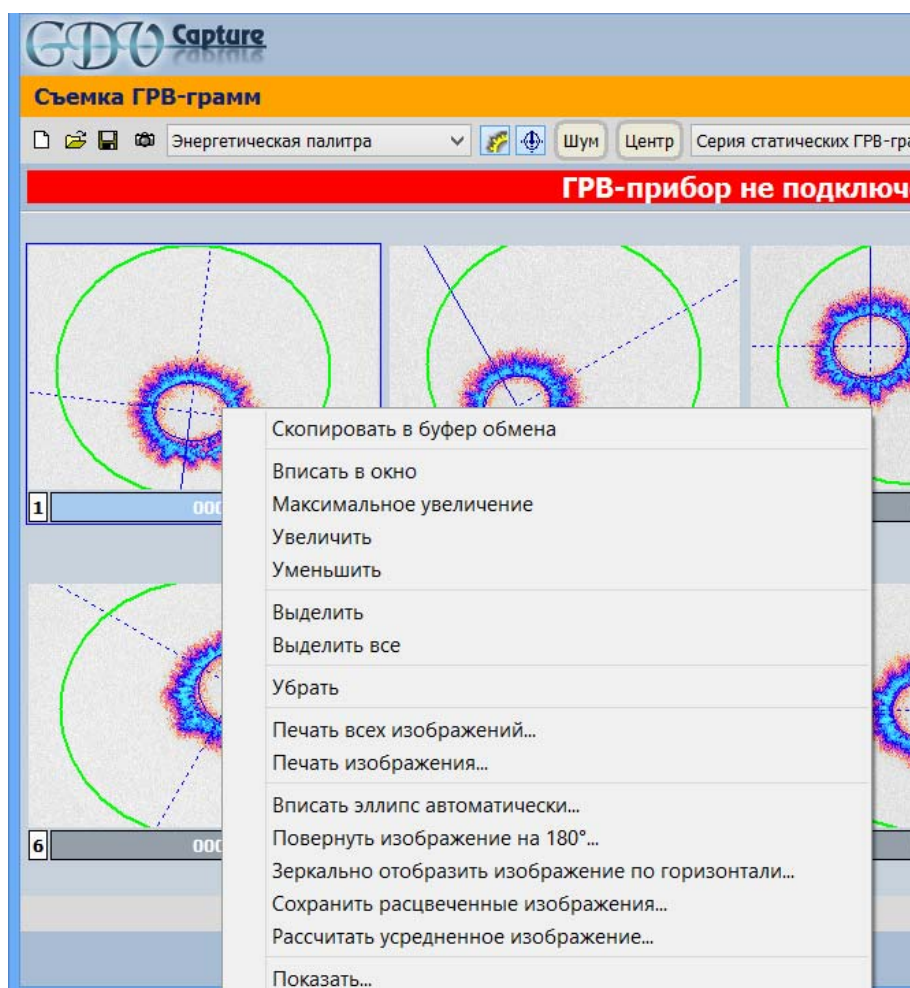 GDV Capture
Съемка ГРВ-грамм
Энергетическая палитра Шум Центр Серия статических ГРВ-гра
ГРВ-прибор не подключ
1 000
6 000
Скопировать в буфер обмена
Вписать в окно
Максимальное увеличение
Увеличить
Уменьшить
Выделить
Выделить все
Убрать
Печать всех изображений...
Печать изображения...
Вписать эллипс автоматически...
Повернуть изображение на 180°...
Зеркально отобразить изображение по горизонтали...
Сохранить расцвеченные изображения...
Рассчитать усредненное изображение...
Показать...